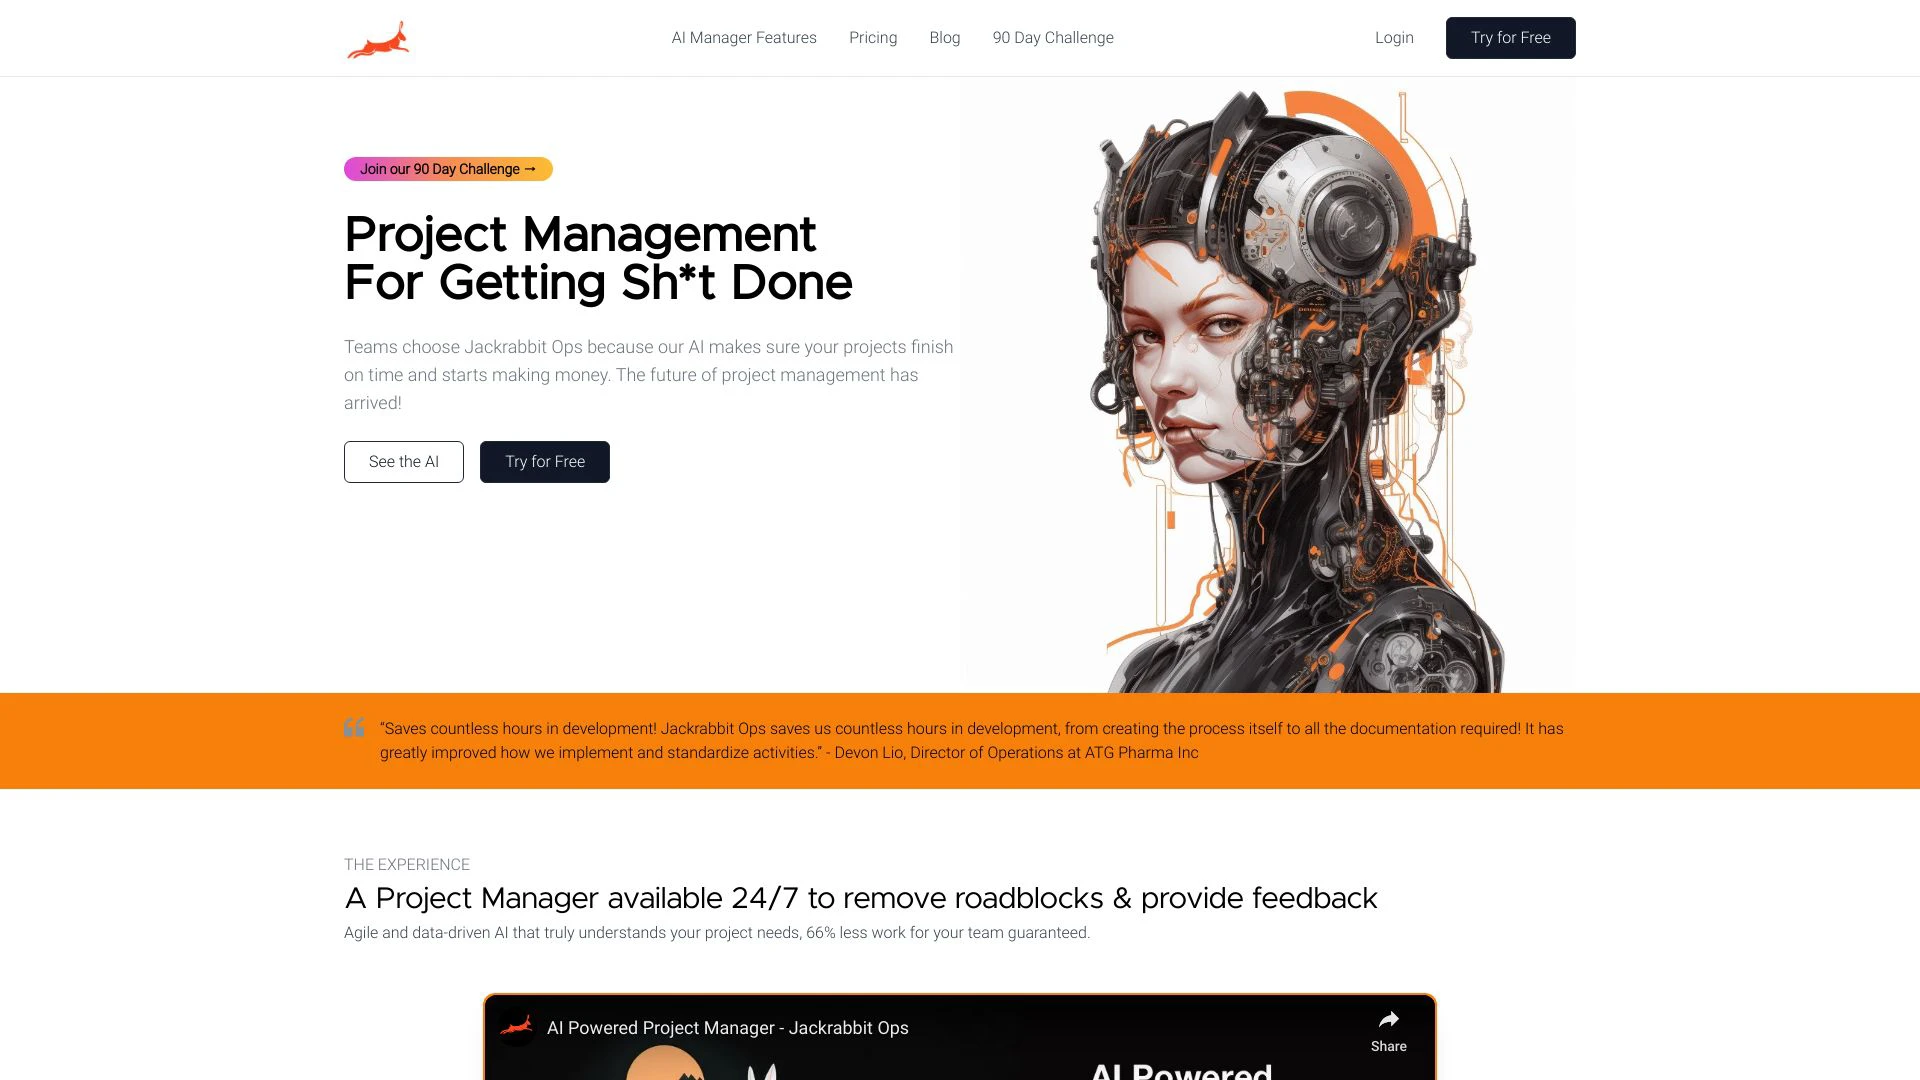 AI Manager Features
Pricing
Blog
90 Day Challenge
Login
Try for Free
Join our 90 Day Challenge →
Project Management
For Getting Sh*t Done
Teams choose Jackrabbit Ops because our AI makes sure your projects finish
on time and starts making money. The future of project management has
arrived!
See the AI
Try for Free
“Saves countless hours in development! Jackrabbit Ops saves us countless hours in development, from creating the process itself to all the documentation required! It has
greatly improved how we implement and standardize activities.” - Devon Lio, Director of Operations at ATG Pharma Inc
THE EXPERIENCE
A Project Manager available 24/7 to remove roadblocks & provide feedback
Agile and data-driven AI that truly understands your project needs, 66% less work for your team guaranteed.
AI Powered Project Manager - Jackrabbit Ops
Share
AI Powered